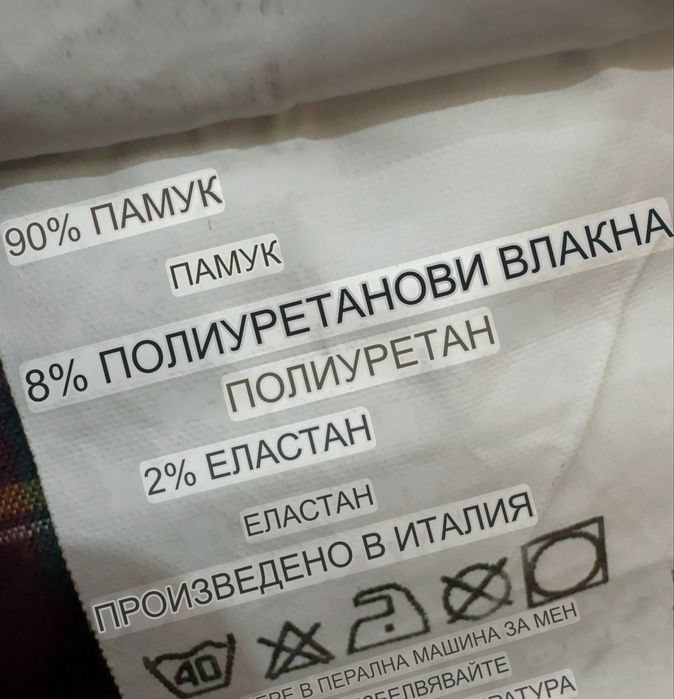 90% ПАМУК
ПАМУК
8% ПОЛИУРЕТАНОВИ ВЛАКНА
ПОЛИУРЕТАН
2% ЕЛАСТАН
ЕЛАСТАН
ПРОИЗВЕДЕНО В ИТАЛИЯ
40
В ПЕРАЛНА МАШИНА ЗА МЕН